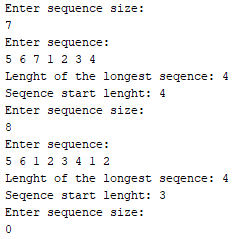 Enter sequence size:
7
Enter sequence:
5 6 7 1 2 3 4
Lenght of the longest seqence: 4
Seqence start lenght: 4
Enter sequence size:
8
Enter sequence:
5 6 1 2 3 4 1 2
Lenght of the longest seqence: 4
Seqence start lenght: 3
Enter sequence size:
0